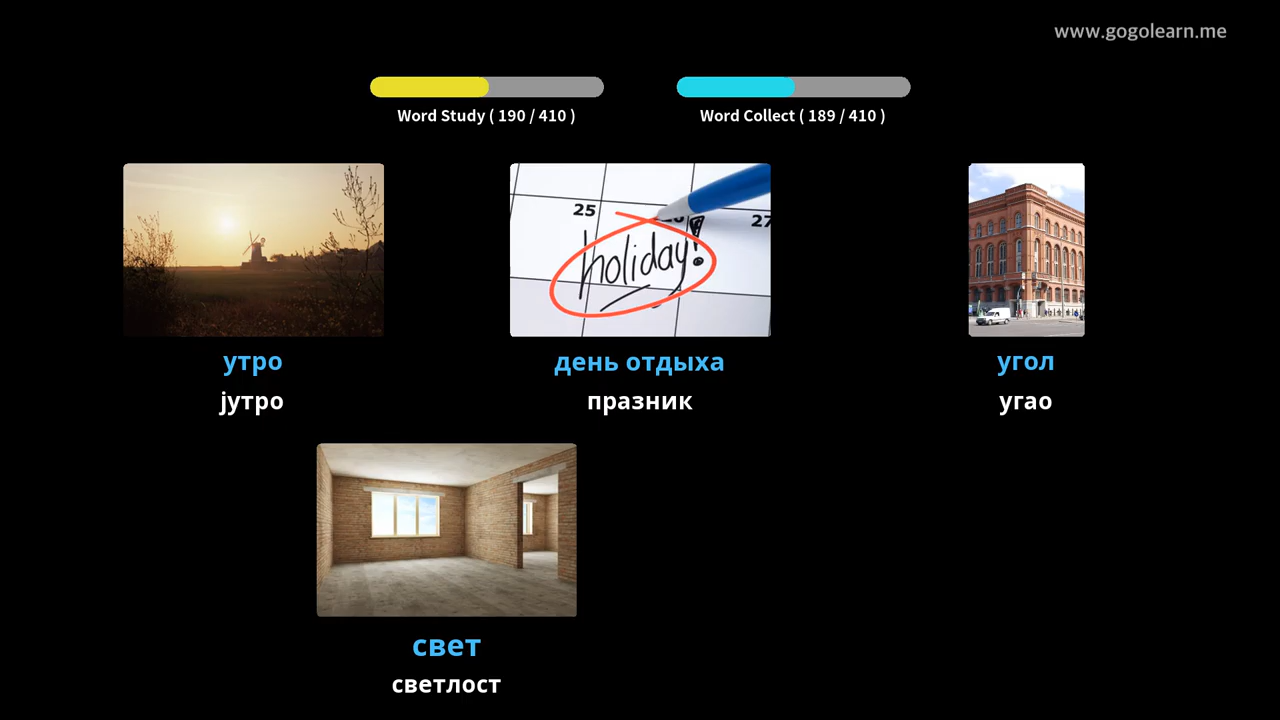 www.gogolearn.me
Word Study ( 190 / 410 )
Word Collect ( 189 / 410 )
25
27
holiday!
утро
јутро
день отдыха
празник
угол
угао
свет
светлост